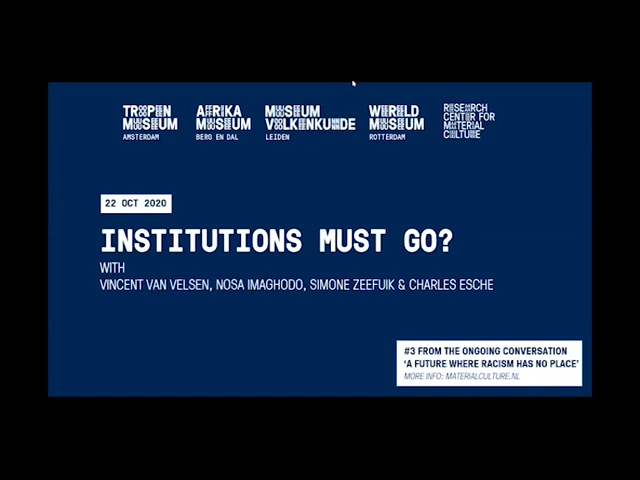 TROPEN MUSEUM AMSTERDAM
AFRIKA MUSEUM BERG EN DAL
MUSEUM VOLKENKUNDE LEIDEN
WERELD MUSEUM ROTTERDAM
RESEARCH CENTER FOR MATERIAL CULTURE
22 OCT 2020
INSTITUTIONS MUST GO?
WITH
VINCENT VAN VELSEN, NOSA IMAGHODO, SIMONE ZEEFUIK & CHARLES ESCHE
#3 FROM THE ONGOING CONVERSATION
‘A FUTURE WHERE RACISM HAS NO PLACE’
MORE INFO: MATERIALCULTURE.NL